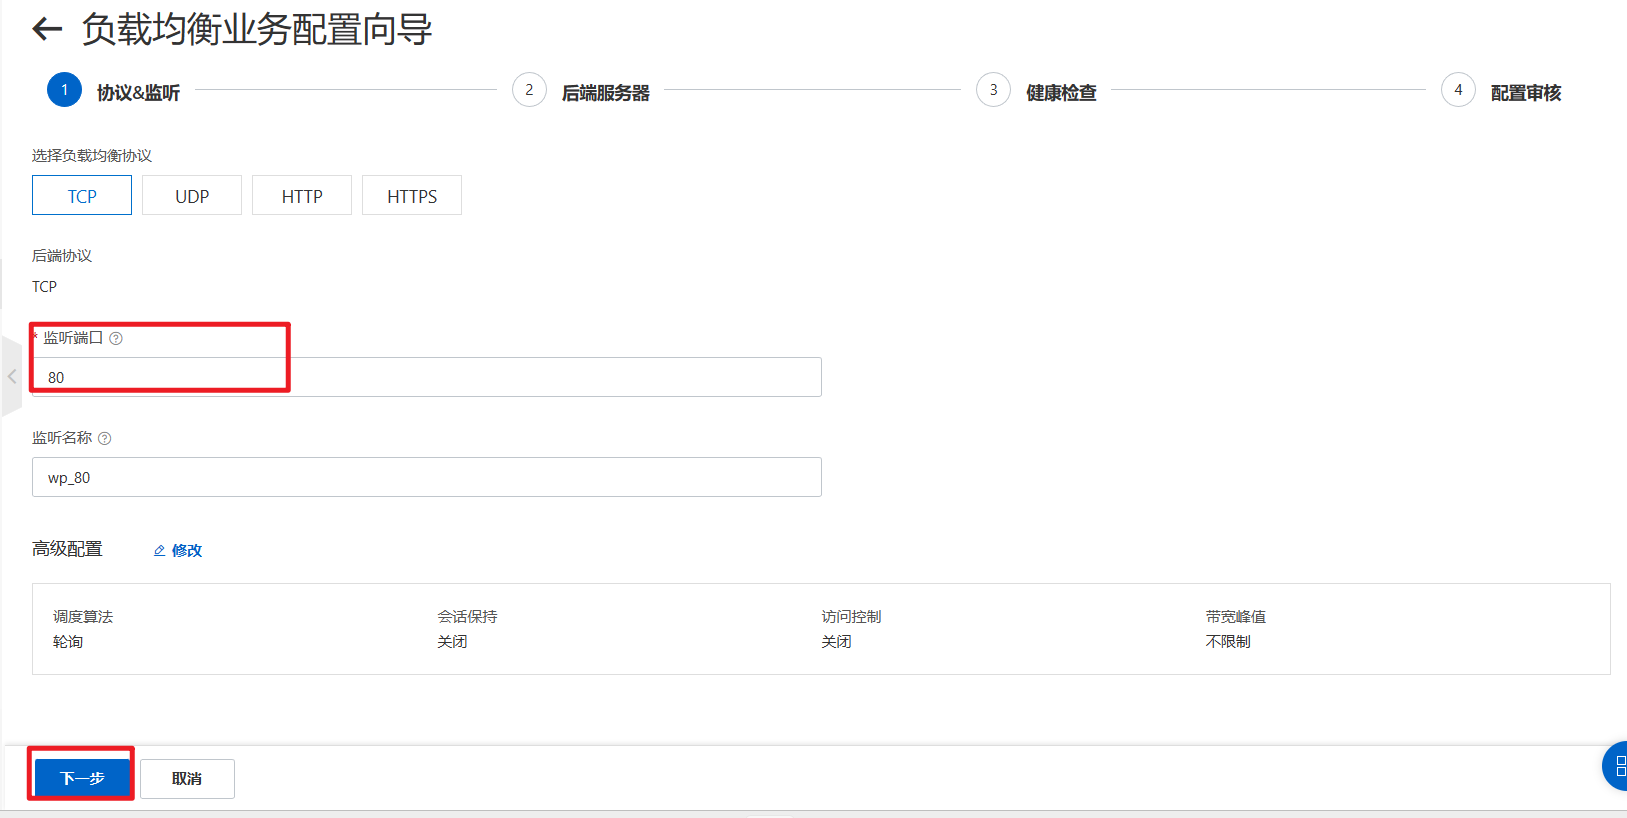 负载均衡业务配置向导
1 协议&监听 2 后端服务器 3 健康检查 4 配置审核
选择负载均衡协议
TCP UDP HTTP HTTPS
后端协议
TCP
* 监听端口 ?
80
监听名称 ?
wp_80
高级配置 修改
调度算法 会话保持 访问控制 带宽峰值
轮询 关闭 关闭 不限制
下一步 取消